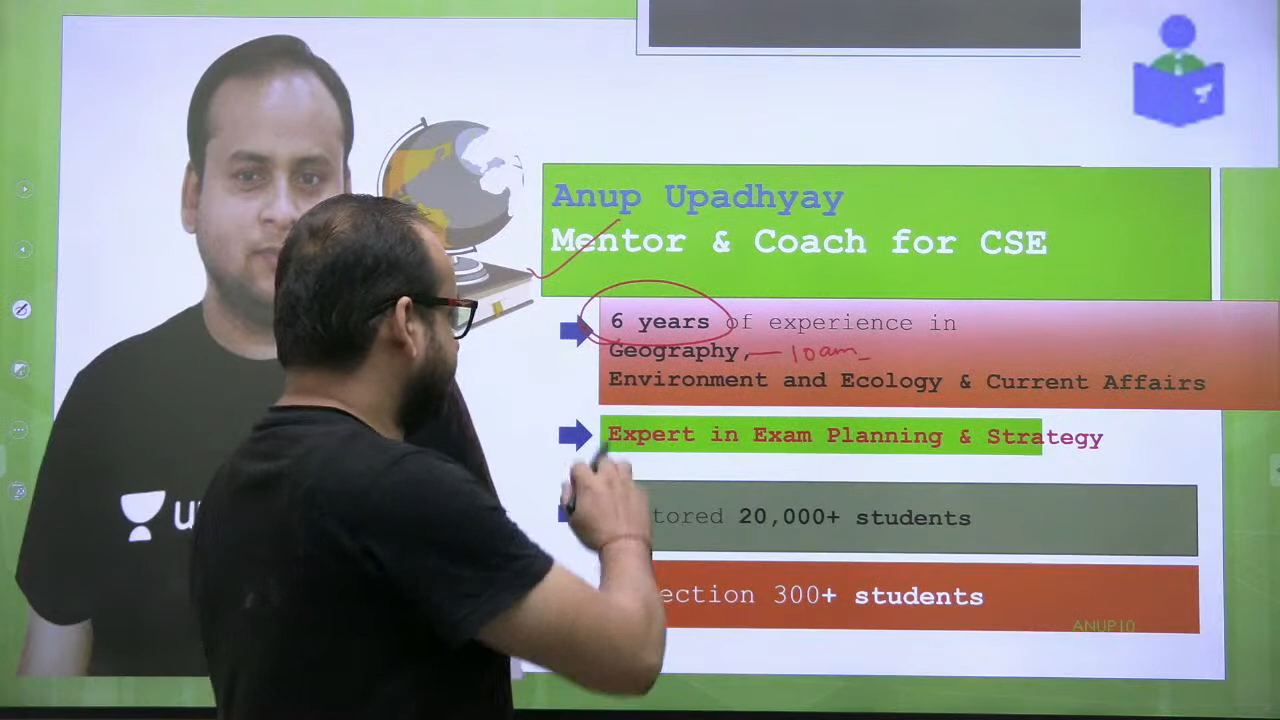 Anup Upadhyay
Mentor & Coach for CSE
6 years of experience in
Geography, — 10am
Environment and Ecology & Current Affairs
Expert in Exam Planning & Strategy
tored 20,000+ students
ection 300+ students
ANUP10
u